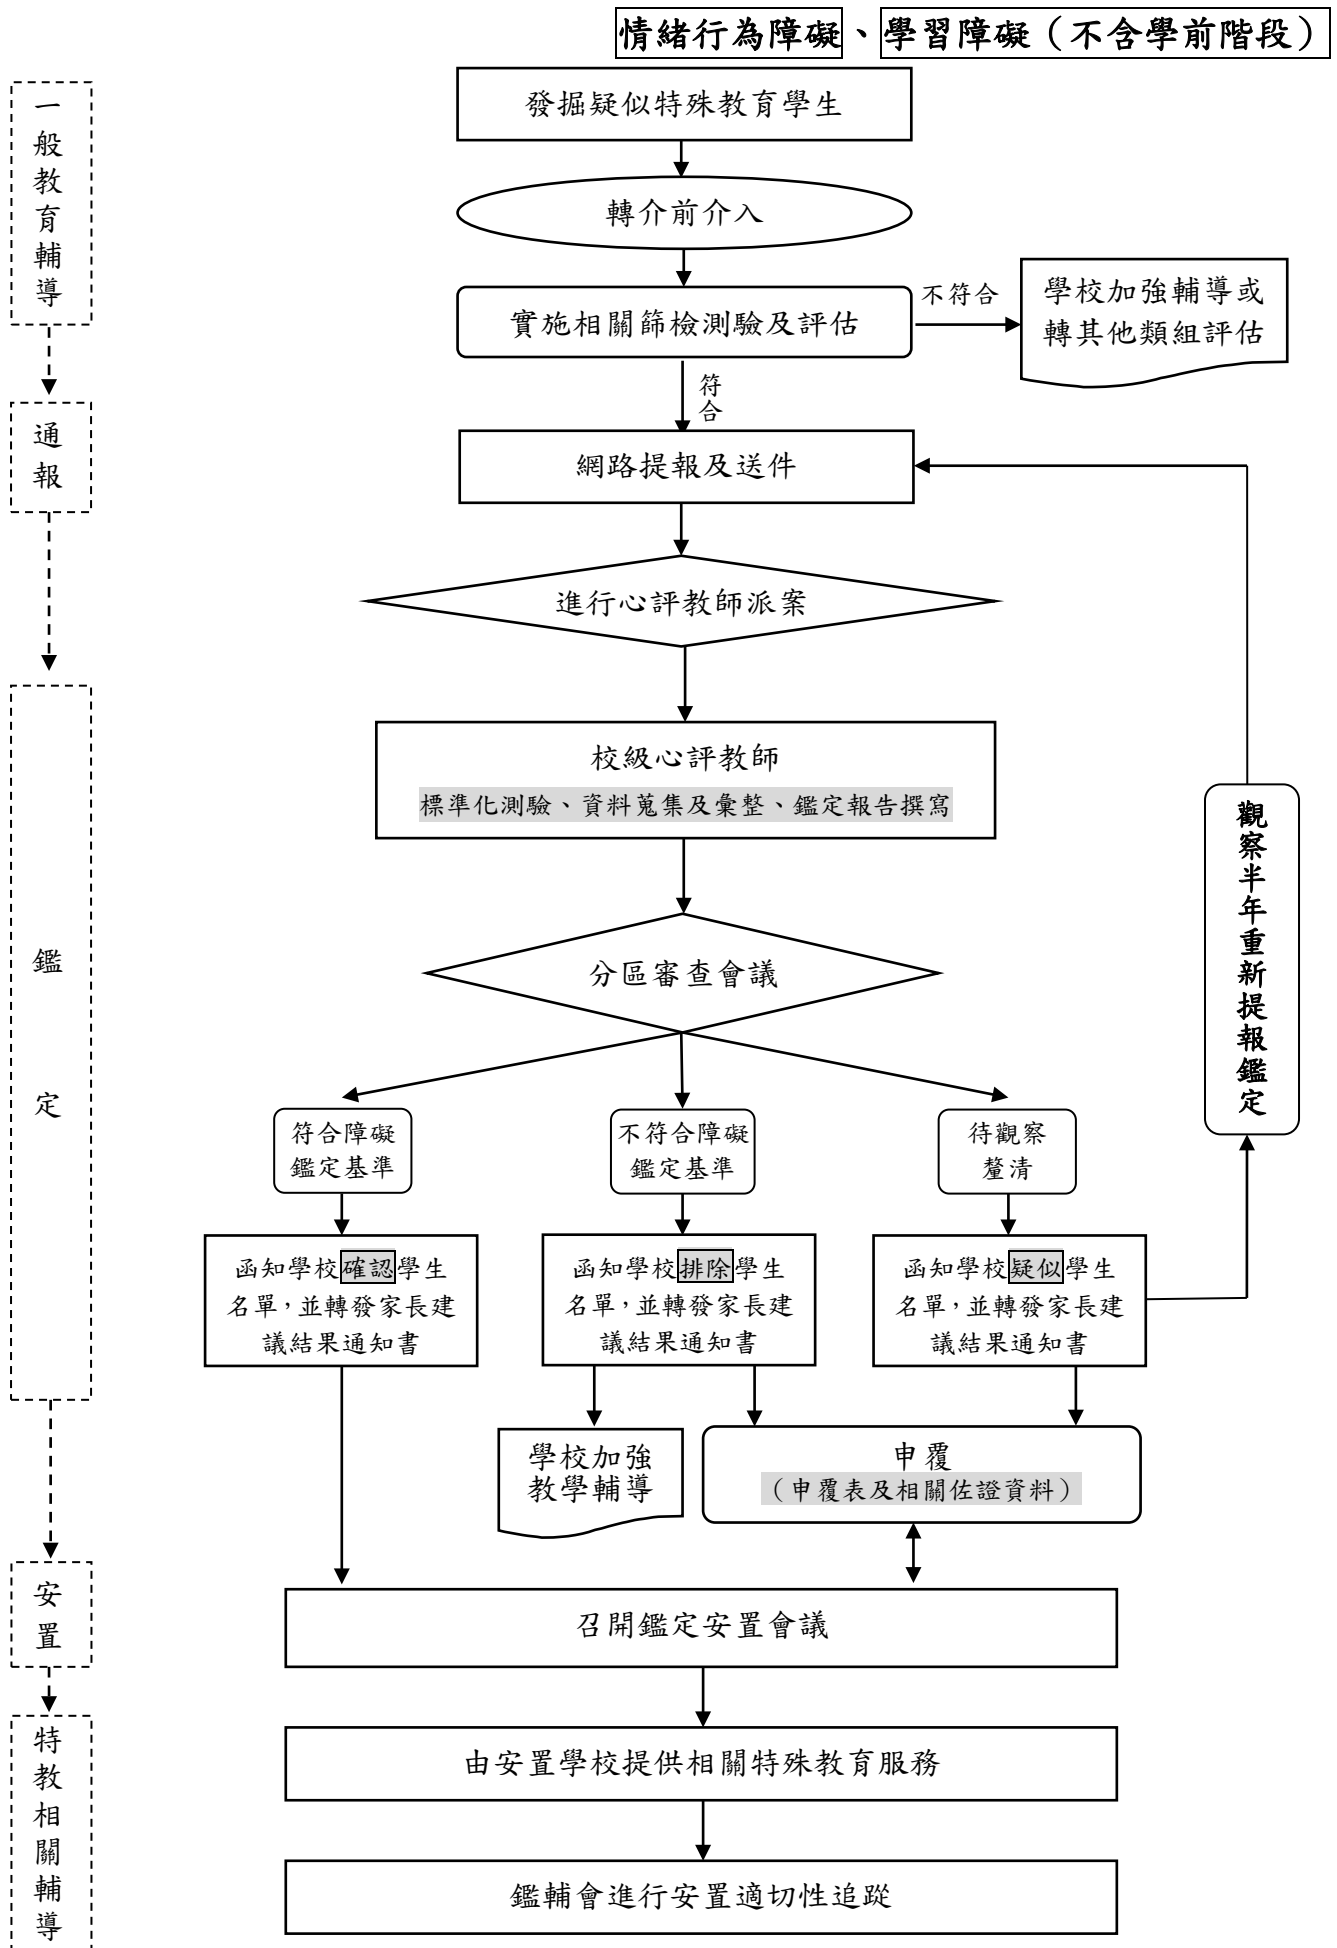 情緒行為障礙、學習障礙（不含學前階段）
一般教育輔導
發掘疑似特殊教育學生
轉介前介入
實施相關篩檢測驗及評估
不符合
學校加強輔導或
轉其他類組評估
符合
通報
網路提報及送件
進行心評教師派案
鑑定
校級心評教師
標準化測驗、資料蒐集及彙整、鑑定報告撰寫
觀察半年重新提報鑑定
分區審查會議
符合障礙
鑑定基準
不符合障礙
鑑定基準
待觀察
釐清
函知學校確認學生
名單，並轉發家長建
議結果通知書
函知學校排除學生
名單，並轉發家長建
議結果通知書
函知學校疑似學生
名單，並轉發家長建
議結果通知書
學校加強
教學輔導
申覆
（申覆表及相關佐證資料）
安置
召開鑑定安置會議
特教相關輔導
由安置學校提供相關特殊教育服務
鑑輔會進行安置適切性追蹤